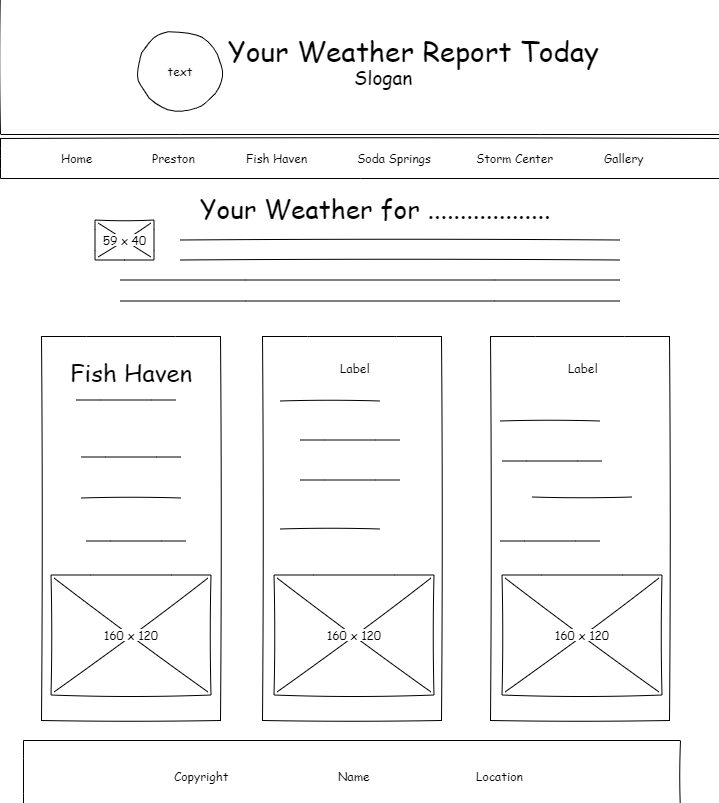 text
Your Weather Report Today
Slogan
Home Preston Fish Haven Soda Springs Storm Center Gallery
Your Weather for ...................
59 x 40
Fish Haven
Label
Label
160 x 120
160 x 120
160 x 120
Copyright Name Location